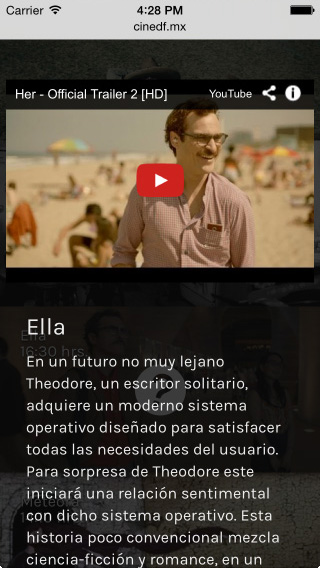 Carrier 4:28 PM
cinedf.mx
Her - Official Trailer 2 [HD] YouTube
Ella
Ella
16:30 hrs
En un futuro no muy lejano
Theodore, un escritor solitario,
adquiere un moderno sistema
operativo diseñado para satisfacer
todas las necesidades del usuario.
Para sorpresa de Theodore este
iniciará una relación sentimental
con dicho sistema operativo. Esta
historia poco convencional mezcla
ciencia-ficción y romance, en un